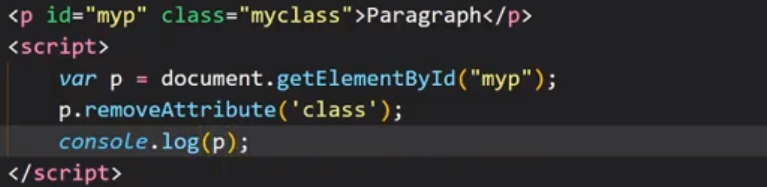 <p id="myp" class="myclass">Paragraph</p>
<script>
    var p = document.getElementById("myp");
    p.removeAttribute('class');
    console.log(p);
</script>